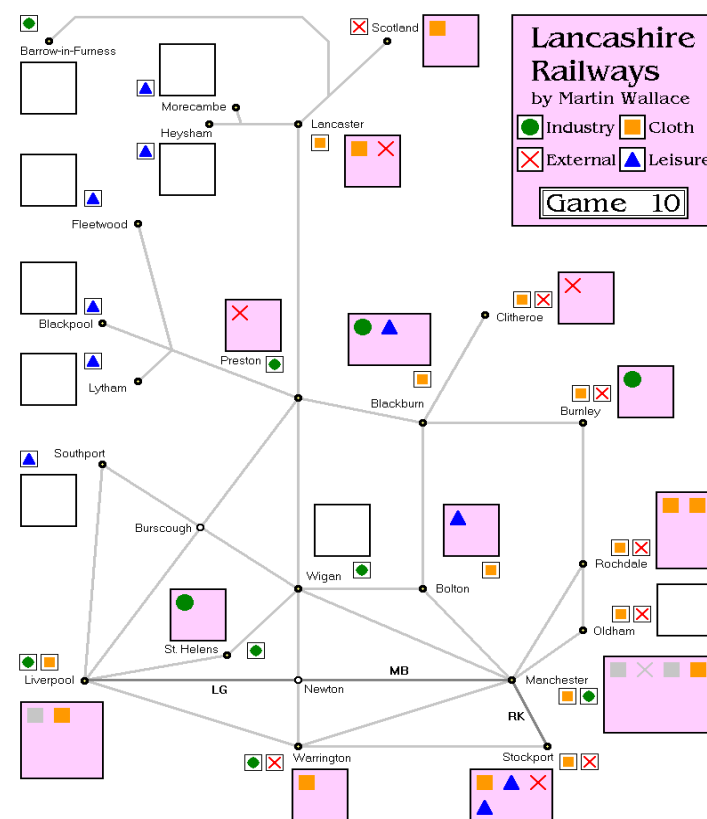 Scotland
Barrow-in-Furness
Lancashire
Railways
by Martin Wallace
Industry
Cloth
External
Leisure
Game 10
Morecambe
Heysham
Lancaster
Fleetwood
Blackpool
Lytham
Preston
Clitheroe
Blackburn
Burnley
Southport
Burscough
Wigan
Bolton
Rochdale
Oldham
St. Helens
Liverpool
LG
MB
Newton
Manchester
RK
Warrington
Stockport